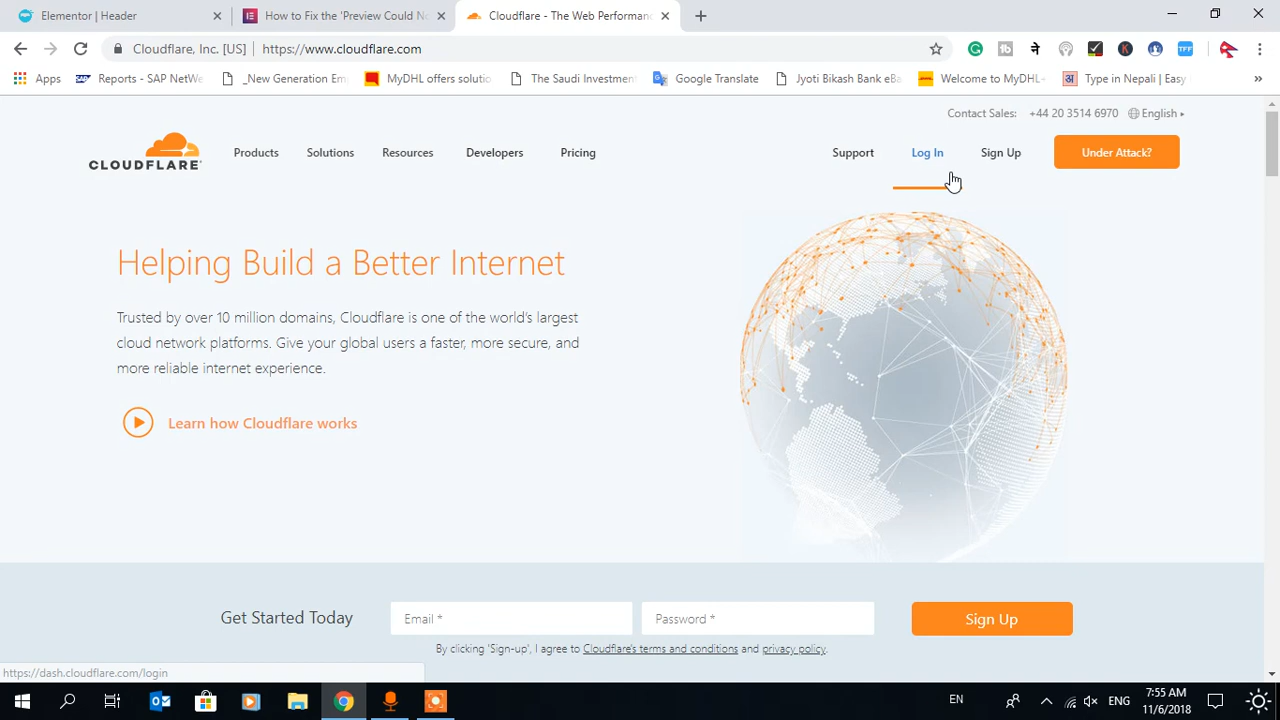 Elementor | Header
How to Fix the 'Preview Could No
Cloudflare - The Web Performanc
Cloudflare, Inc. [US]
https://www.cloudflare.com
Apps
Reports - SAP NetWe
_New Generation Em
MyDHL offers solutio
The Saudi Investmen
Google Translate
Jyoti Bikash Bank eBa
Welcome to MyDHL+
Type in Nepali | Easy
Contact Sales: +44 20 3514 6970 English
CLOUDFLARE
Products Solutions Resources Developers Pricing
Support Log In Sign Up Under Attack?
Helping Build a Better Internet
Trusted by over 10 million domains, Cloudflare is one of the world's largest
cloud network platforms. Give your global users a faster, more secure, and
more reliable internet experience.
Learn how Cloudflare works
Get Started Today Email * Password * Sign Up
By clicking 'Sign-up', I agree to Cloudflare's terms and conditions and privacy policy.
https://dash.cloudflare.com/login
EN
ENG
7:55 AM
11/6/2018